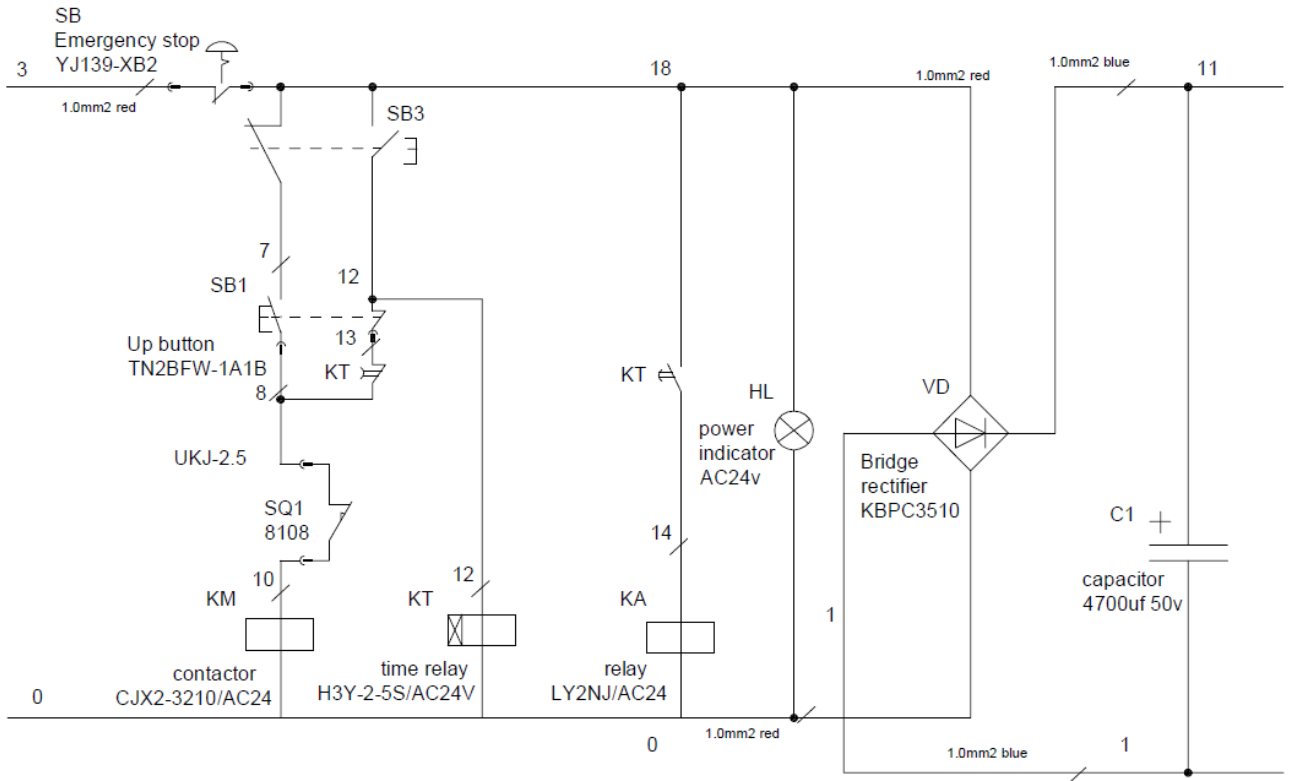 SB
Emergency stop
YJ139-XB2
3
1.0mm2 red
18
1.0mm2 red
1.0mm2 blue
11
SB3
7
SB1
12
Up button
TN2BFW-1A1B
13
KT
8
KT
HL
power
indicator
AC24v
VD
Bridge
rectifier
KBPC3510
UKJ-2.5
SQ1
8108
C1
capacitor
4700uf 50v
14
10
KM
12
KT
KA
1
contactor
CJX2-3210/AC24
time relay
H3Y-2-5S/AC24V
relay
LY2NJ/AC24
0
0
1.0mm2 red
1.0mm2 blue
1